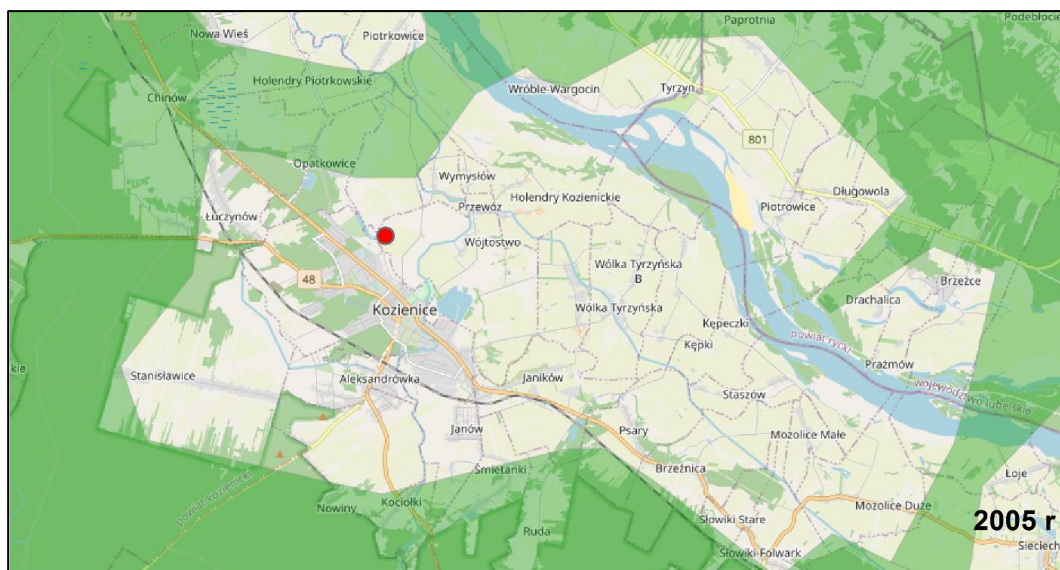 79
Nowa Wieś
Piotrkowice
Paprotnia
Podebłocie
Holendry Piotrkowskie
Chinów
Wróble-Wargocin
Tyrzyn
801
Opatkowice
Wymysłów
Holendry Kozienickie
Długowola
Przewóz
Piotrowice
Łuczynów
Wójtostwo
Wólka Tyrzyńska
B
48
Brzeźce
Drachalica
Kozienice
Wólka Tyrzyńska
Kępeczki
powiat rycki
Kępki
Prażmów
kie
Stanisławice
Aleksandrówka
Janików
Staszów
województwo lubelskie
Janów
Psary
Mozolice Małe
Śmietanki
Brzeźnica
Łoje
powiat kozienicki
Nowiny
Kociołki
Mozolice Duże
Słowiki Stare
2005 r
Ruda
Sieciech
Słowiki-Folwark